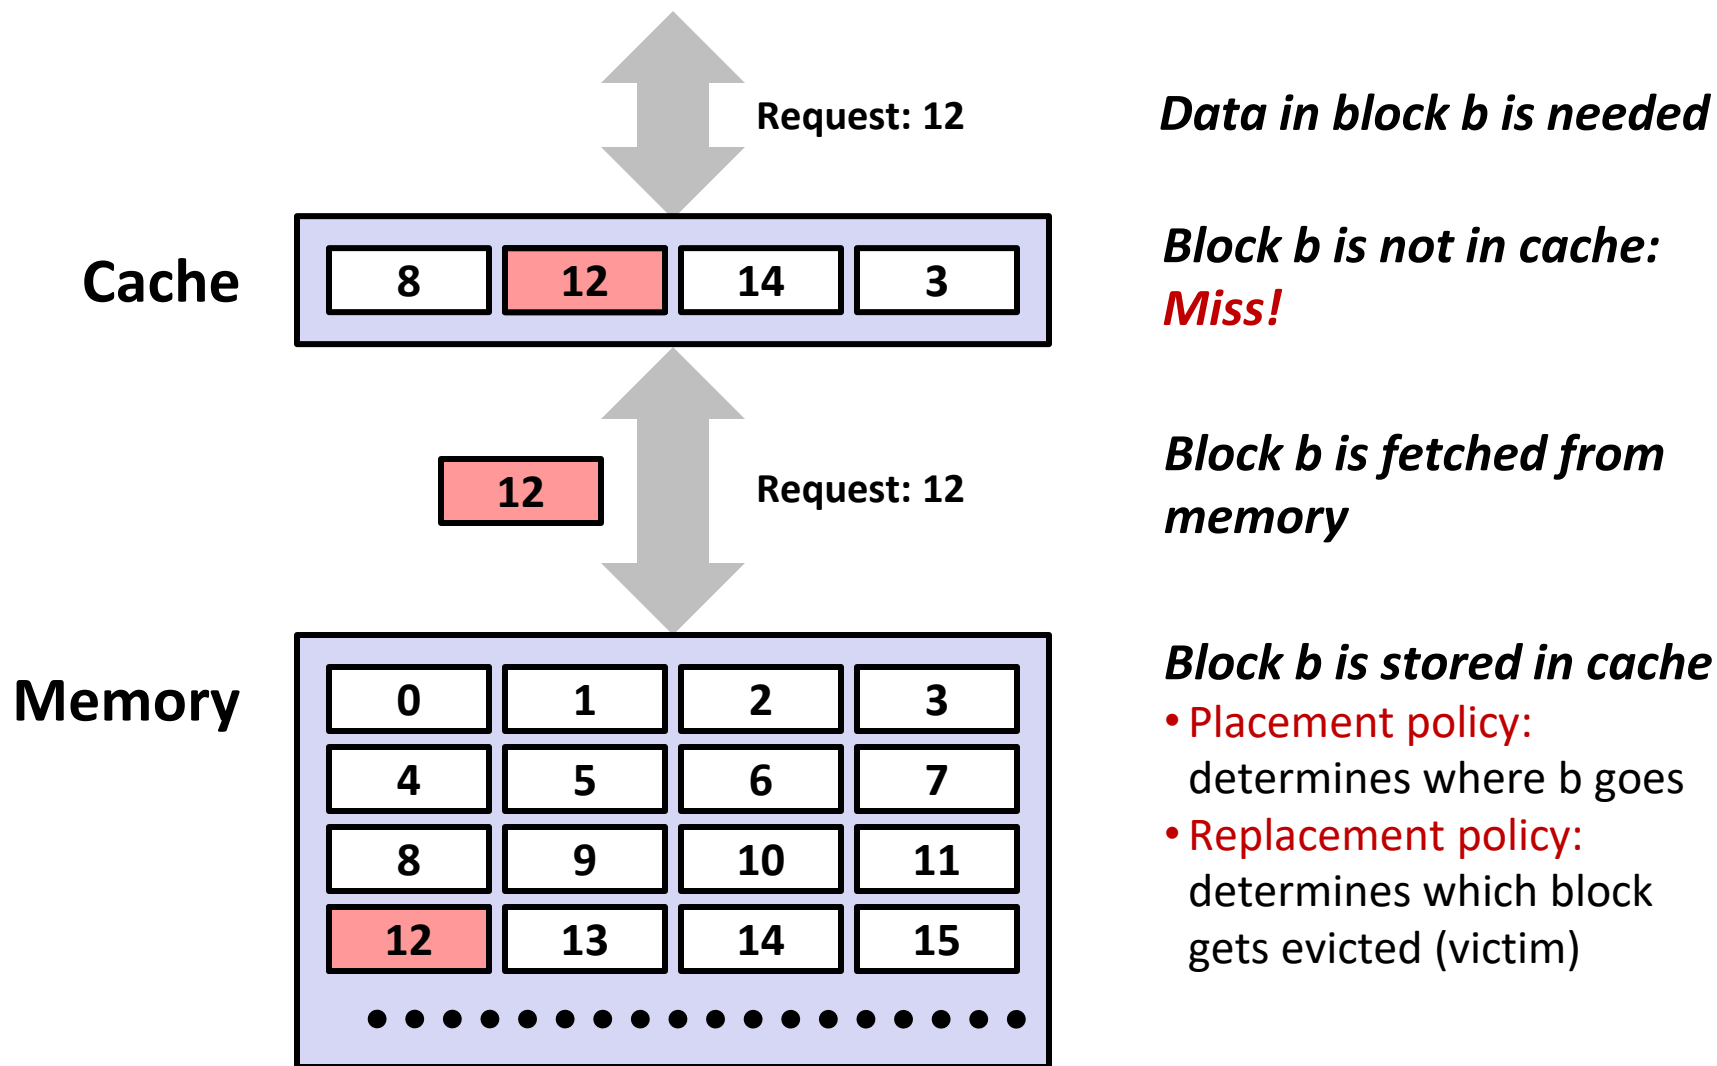 Request: 12
Data in block b is needed
Cache
8 12 14 3
Block b is not in cache:
Miss!
12
Request: 12
Block b is fetched from
memory
Memory
0 1 2 3
4 5 6 7
8 9 10 11
12 13 14 15
Block b is stored in cache
• Placement policy:
determines where b goes
• Replacement policy:
determines which block
gets evicted (victim)